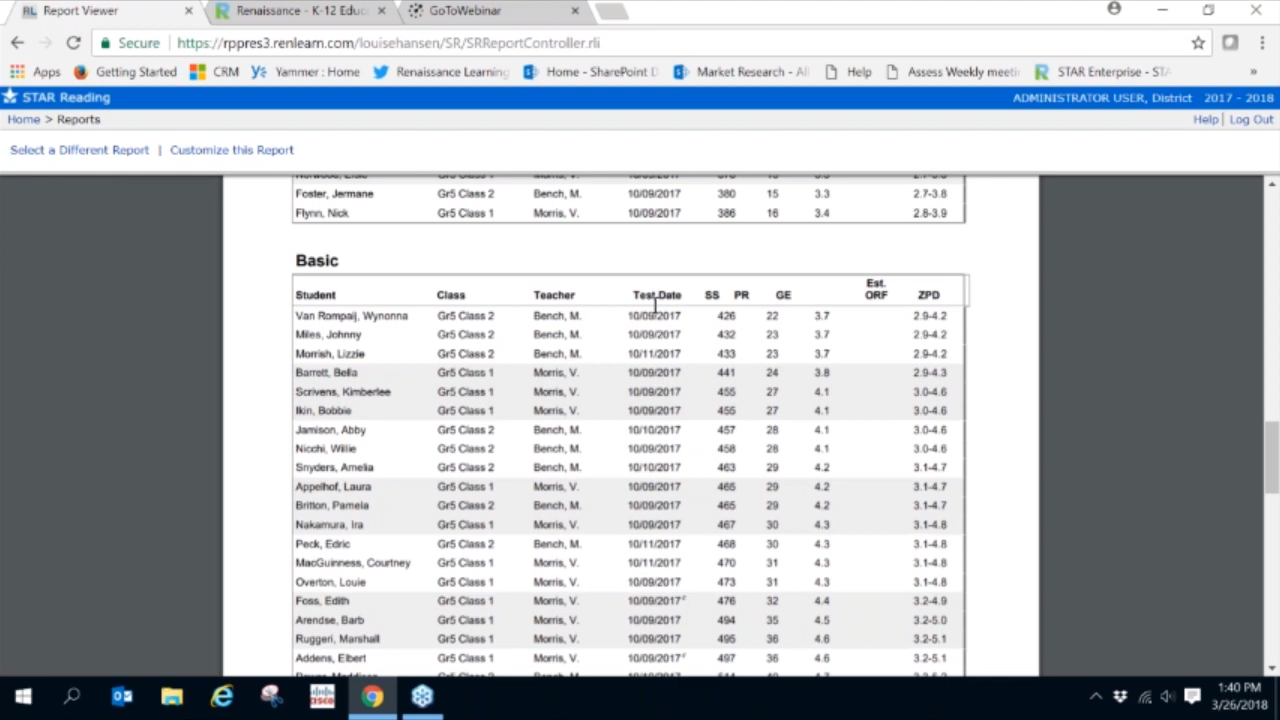 RL Report Viewer
Renaissance - K-12 Educ
GoToWebinar
Secure https://rppres3.renlearn.com/louisehansen/SR/SRReportController.rli
Apps Getting Started CRM Yammer : Home Renaissance Learning Home - SharePoint D Market Research - All Help Assess Weekly meetin STAR Enterprise - STA »
STAR Reading ADMINISTRATOR USER, District 2017 - 2018
Home > Reports Help | Log Out
Select a Different Report | Customize this Report
Foster, Jermane Gr5 Class 2 Bench, M. 10/09/2017 380 15 3.3 2.7-3.8
Flynn, Nick Gr5 Class 1 Morris, V. 10/09/2017 386 16 3.4 2.8-3.9
Basic
Student Class Teacher Test Date SS PR GE Est. ORF ZPD
Van Rompaij, Wynonna Gr5 Class 2 Bench, M. 10/09/2017 426 22 3.7 2.9-4.2
Miles, Johnny Gr5 Class 2 Bench, M. 10/09/2017 432 23 3.7 2.9-4.2
Morrish, Lizzie Gr5 Class 2 Bench, M. 10/11/2017 433 23 3.7 2.9-4.2
Barrett, Bella Gr5 Class 1 Morris, V. 10/09/2017 441 24 3.8 2.9-4.3
Scrivens, Kimberlee Gr5 Class 1 Morris, V. 10/09/2017 455 27 4.1 3.0-4.6
Ikin, Bobbie Gr5 Class 1 Morris, V. 10/09/2017 455 27 4.1 3.0-4.6
Jamison, Abby Gr5 Class 2 Bench, M. 10/10/2017 457 28 4.1 3.0-4.6
Nicchi, Willie Gr5 Class 2 Bench, M. 10/09/2017 458 28 4.1 3.0-4.6
Snyders, Amelia Gr5 Class 2 Bench, M. 10/10/2017 463 29 4.2 3.1-4.7
Appelhof, Laura Gr5 Class 1 Morris, V. 10/09/2017 465 29 4.2 3.1-4.7
Britton, Pamela Gr5 Class 2 Bench, M. 10/09/2017 465 29 4.2 3.1-4.7
Nakamura, Ira Gr5 Class 1 Morris, V. 10/09/2017 467 30 4.3 3.1-4.8
Peck, Edric Gr5 Class 2 Bench, M. 10/11/2017 468 30 4.3 3.1-4.8
MacGuinness, Courtney Gr5 Class 1 Morris, V. 10/11/2017 470 31 4.3 3.1-4.8
Overton, Louie Gr5 Class 1 Morris, V. 10/09/2017 473 31 4.3 3.1-4.8
Foss, Edith Gr5 Class 1 Morris, V. 10/09/2017 476 32 4.4 3.2-4.9
Arendse, Barb Gr5 Class 1 Morris, V. 10/09/2017 494 35 4.5 3.2-5.0
Ruggeri, Marshall Gr5 Class 1 Morris, V. 10/09/2017 495 36 4.6 3.2-5.1
Addens, Elbert Gr5 Class 1 Morris, V. 10/09/2017 497 36 4.6 3.2-5.1
cisco
1:40 PM
3/26/2018